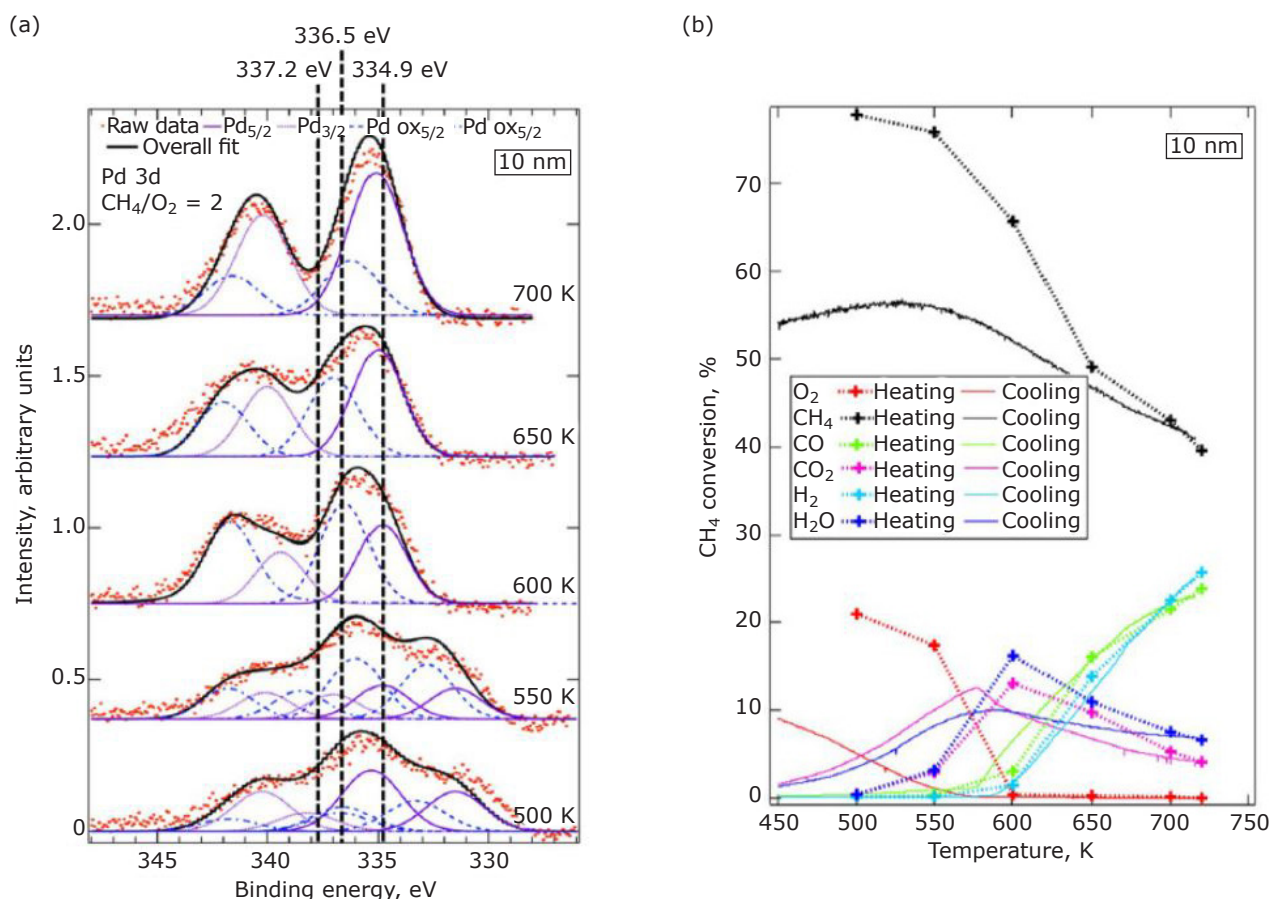 (a)
336.5 eV
337.2 eV
334.9 eV
Raw data Pd5/2 Pd3/2 Pd ox5/2 Pd ox5/2
Overall fit
10 nm
Pd 3d
CH4/O2 = 2
2.0
1.5
1.0
0.5
0
700 K
650 K
600 K
550 K
500 K
345 340 335 330
Intensity, arbitrary units
Binding energy, eV
(b)
10 nm
70
60
50
40
30
20
10
0
O2 Heating Cooling
CH4 Heating Cooling
CO Heating Cooling
CO2 Heating Cooling
H2 Heating Cooling
H2O Heating Cooling
450 500 550 600 650 700 750
CH4 conversion, %
Temperature, K